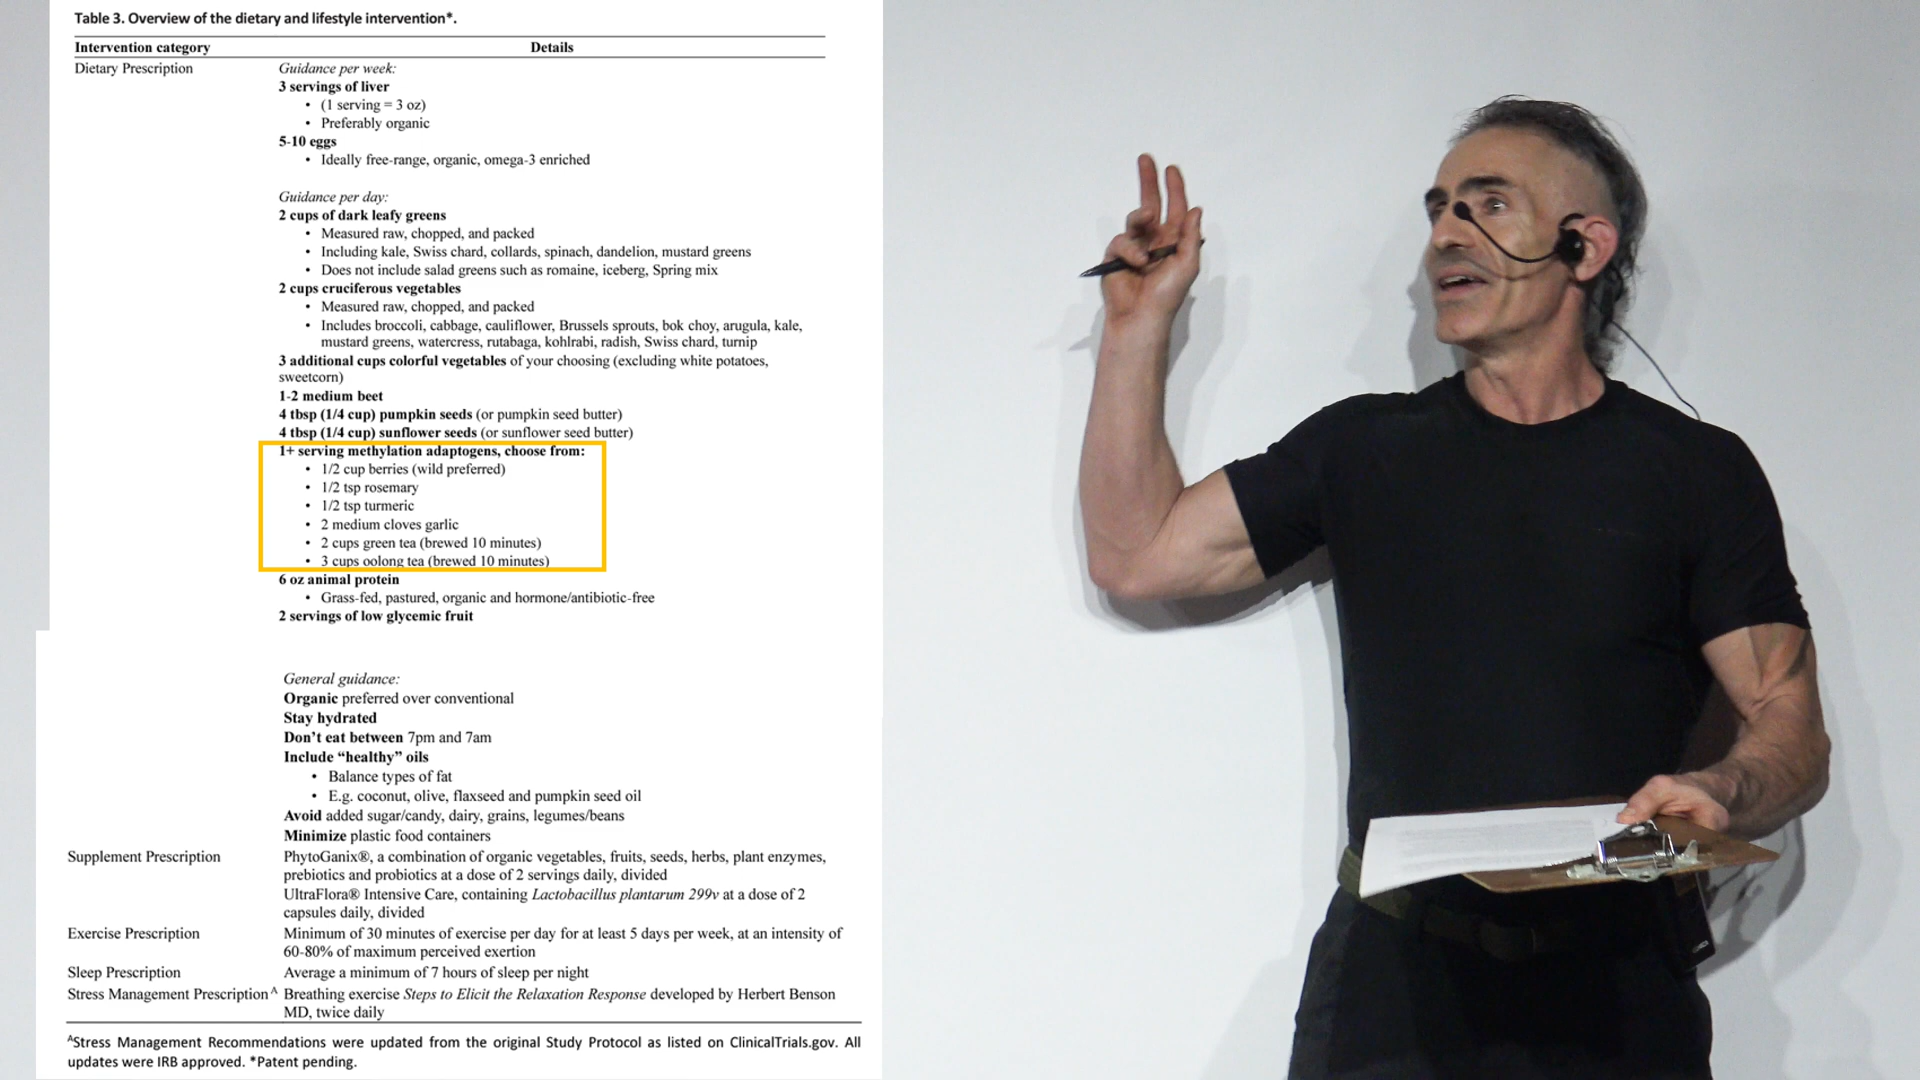 Table 3. Overview of the dietary and lifestyle intervention*.
Intervention category Details
Dietary Prescription Guidance per week:
3 servings of liver
• (1 serving = 3 oz)
• Preferably organic
5-10 eggs
• Ideally free-range, organic, omega-3 enriched
Guidance per day:
2 cups of dark leafy greens
• Measured raw, chopped, and packed
• Including kale, Swiss chard, collards, spinach, dandelion, mustard greens
• Does not include salad greens such as romaine, iceberg, Spring mix
2 cups cruciferous vegetables
• Measured raw, chopped, and packed
• Includes broccoli, cabbage, cauliflower, Brussels sprouts, bok choy, arugula, kale,
mustard greens, watercress, rutabaga, kohlrabi, radish, Swiss chard, turnip
3 additional cups colorful vegetables of your choosing (excluding white potatoes,
sweetcorn)
1-2 medium beet
4 tbsp (1/4 cup) pumpkin seeds (or pumpkin seed butter)
4 tbsp (1/4 cup) sunflower seeds (or sunflower seed butter)
1+ serving methylation adaptogens, choose from:
• 1/2 cup berries (wild preferred)
• 1/2 tsp rosemary
• 1/2 tsp turmeric
• 2 medium cloves garlic
• 2 cups green tea (brewed 10 minutes)
• 3 cups oolong tea (brewed 10 minutes)
6 oz animal protein
• Grass-fed, pastured, organic and hormone/antibiotic-free
2 servings of low glycemic fruit
General guidance:
Organic preferred over conventional
Stay hydrated
Don't eat between 7pm and 7am
Include “healthy” oils
• Balance types of fat
• E.g. coconut, olive, flaxseed and pumpkin seed oil
Avoid added sugar/candy, dairy, grains, legumes/beans
Minimize plastic food containers
Supplement Prescription PhytoGanix®, a combination of organic vegetables, fruits, seeds, herbs, plant enzymes,
prebiotics and probiotics at a dose of 2 servings daily, divided
UltraFlora® Intensive Care, containing Lactobacillus plantarum 299v at a dose of 2
capsules daily, divided
Exercise Prescription Minimum of 30 minutes of exercise per day for at least 5 days per week, at an intensity of
60-80% of maximum perceived exertion
Sleep Prescription Average a minimum of 7 hours of sleep per night
Stress Management Prescription A Breathing exercise Steps to Elicit the Relaxation Response developed by Herbert Benson
MD, twice daily
AStress Management Recommendations were updated from the original Study Protocol as listed on ClinicalTrials.gov. All
updates were IRB approved. *Patent pending.